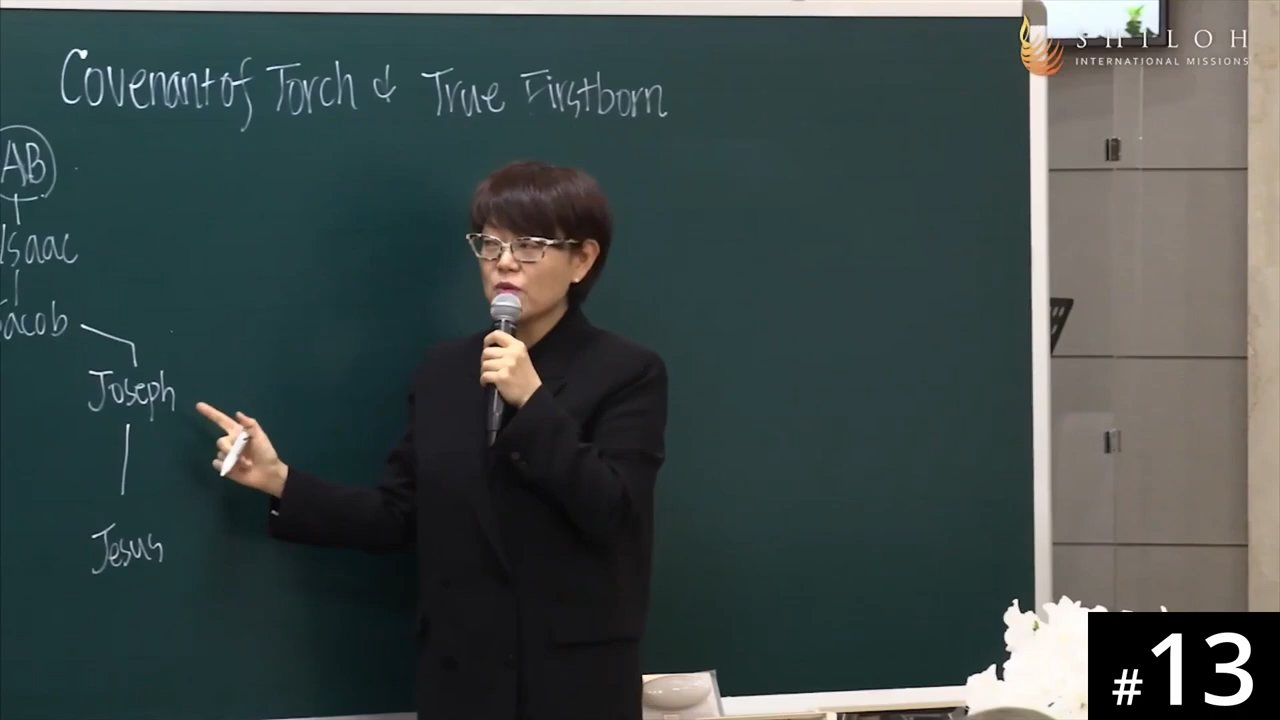 SHILOH
INTERNATIONAL MISSIONS
Covenant of Torch & True Firstborn
AB
Isaac
Jacob
Joseph
Jesus
#13